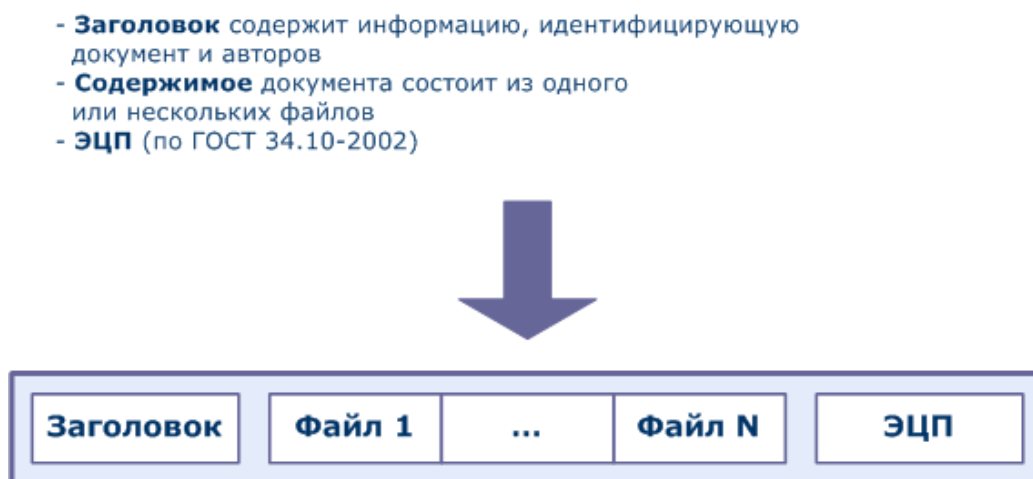 - Заголовок содержит информацию, идентифицирующую
документ и авторов
- Содержимое документа состоит из одного
или нескольких файлов
- ЭЦП (по ГОСТ 34.10-2002)
Заголовок Файл 1 ... Файл N ЭЦП